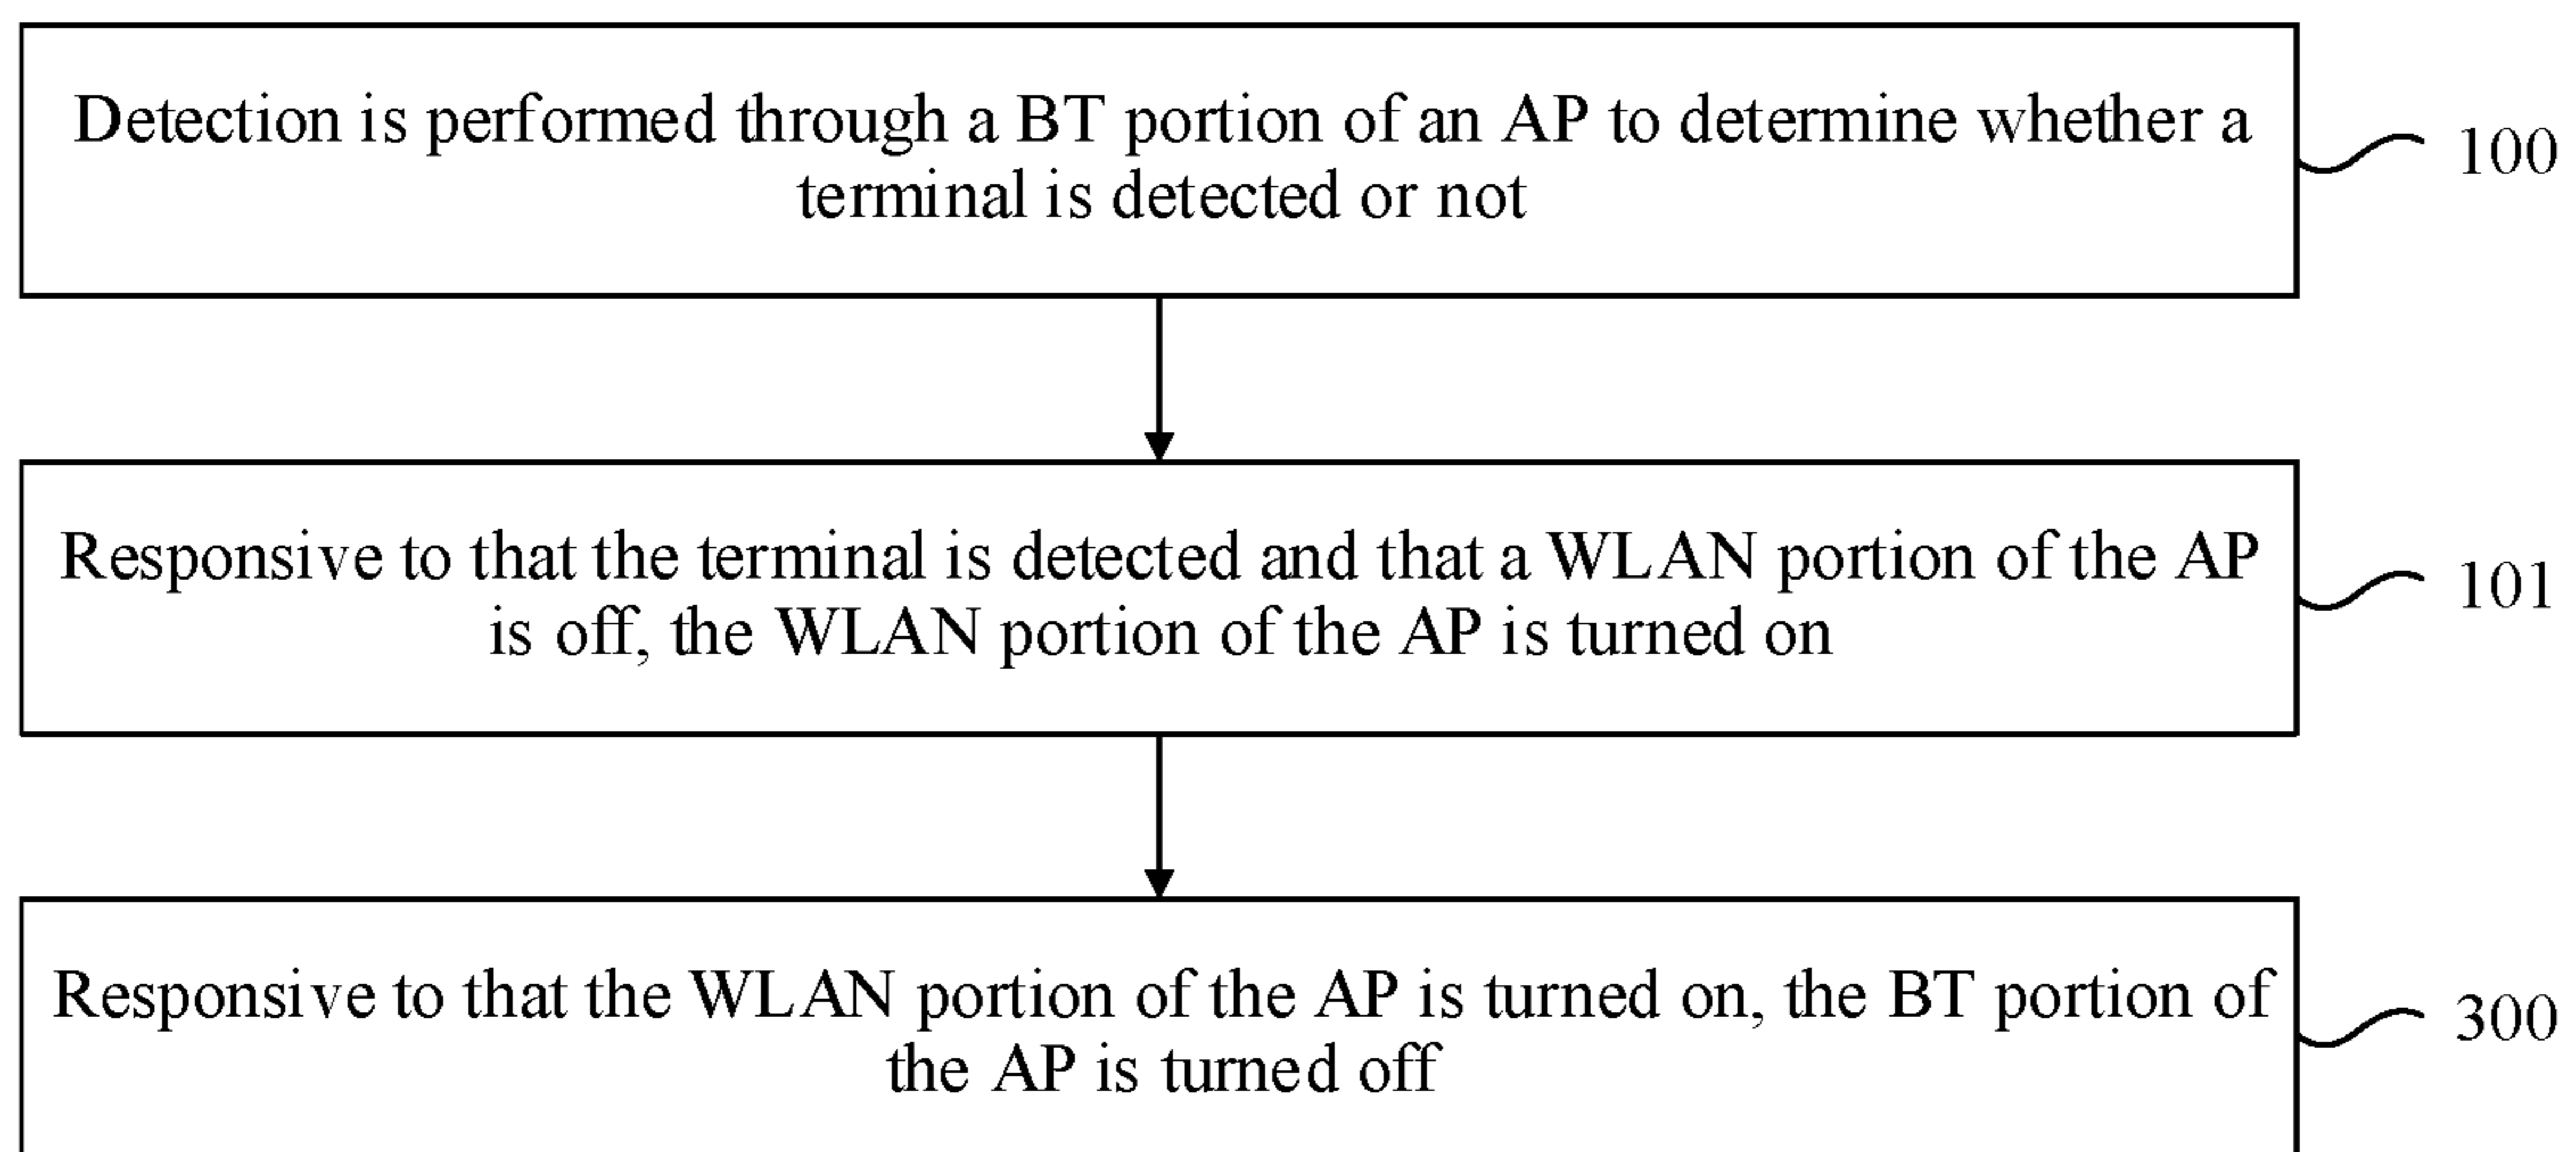 Detection is performed through a BT portion of an AP to determine whether a
terminal is detected or not
100
Responsive to that the terminal is detected and that a WLAN portion of the AP
is off, the WLAN portion of the AP is turned on
101
Responsive to that the WLAN portion of the AP is turned on, the BT portion of
the AP is turned off
300